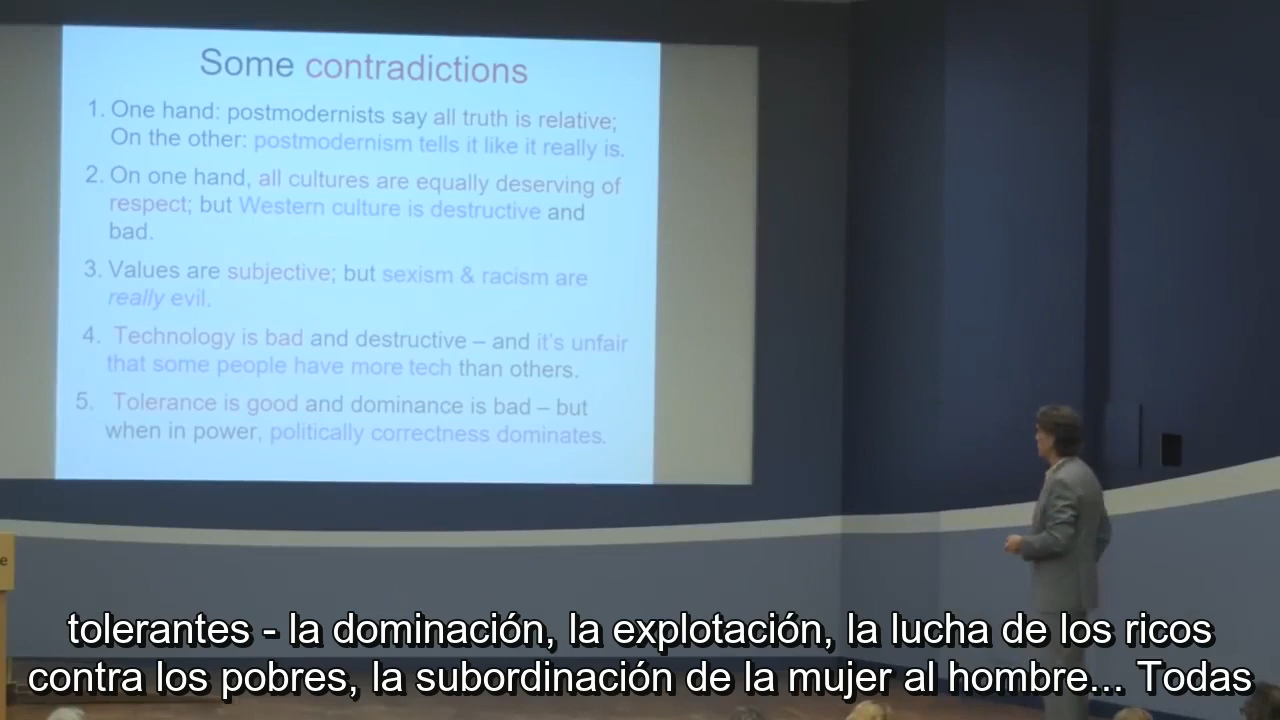 Some contradictions
1. One hand: postmodernists say all truth is relative;
On the other: postmodernism tells it like it really is.
2. On one hand, all cultures are equally deserving of
respect; but Western culture is destructive and
bad.
3. Values are subjective; but sexism & racism are
really evil.
4. Technology is bad and destructive – and it's unfair
that some people have more tech than others.
5. Tolerance is good and dominance is bad – but
when in power, politically correctness dominates.
e
tolerantes - la dominación, la explotación, la lucha de los ricos
contra los pobres, la subordinación de la mujer al hombre... Todas